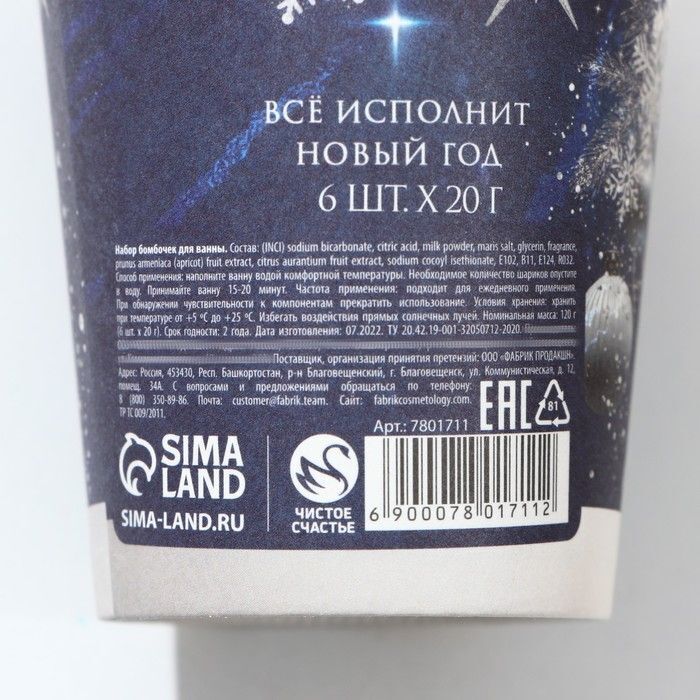 ВСЁ ИСПОЛНИТ
НОВЫЙ ГОД
6 ШТ. Х 20 Г
Набор бомбочек для ванны. Состав: (INCI) sodium bicarbonate, citric acid, milk powder, maris salt, glycerin, fragrance,
prunus armeniaca (apricot) fruit extract, citrus aurantium fruit extract, sodium cocoyl isethionate, E102, B11, E124, R032.
Способ применения: наполните ванну водой комфортной температуры. Необходимое количество шариков опустите
в воду. Принимайте ванну 15-20 минут. Частота применения: подходит для ежедневного применения.
При обнаружении чувствительности к компонентам прекратить использование. Условия хранения: хранить
при температуре от +5 °С до +25 °С. Избегать воздействия прямых солнечных лучей. Номинальная масса: 120 г
(6 шт. х 20 г). Срок годности: 2 года. Дата изготовления: 07.2022. ТУ 20.42.19-001-32050712-2020.
Поставщик, организация принятия претензий: ООО «ФАБРИК ПРОДАКШН»
Адрес: Россия, 453430, Респ. Башкортостан, р-н Благовещенский, г. Благовещенск, ул. Коммунистическая, д. 12,
помещ. 34А. С вопросами и предложениями обращаться по телефону:
8 (800) 350-89-86. Почта: customer@fabrik.team. Сайт: fabrikcosmetology.com
ТР ТС 009/2011.
ЕАС
81
Арт.: 7801711
SIMA
LAND
SIMA-LAND.RU
ЧИСТОЕ
СЧАСТЬЕ
6 900078 017112